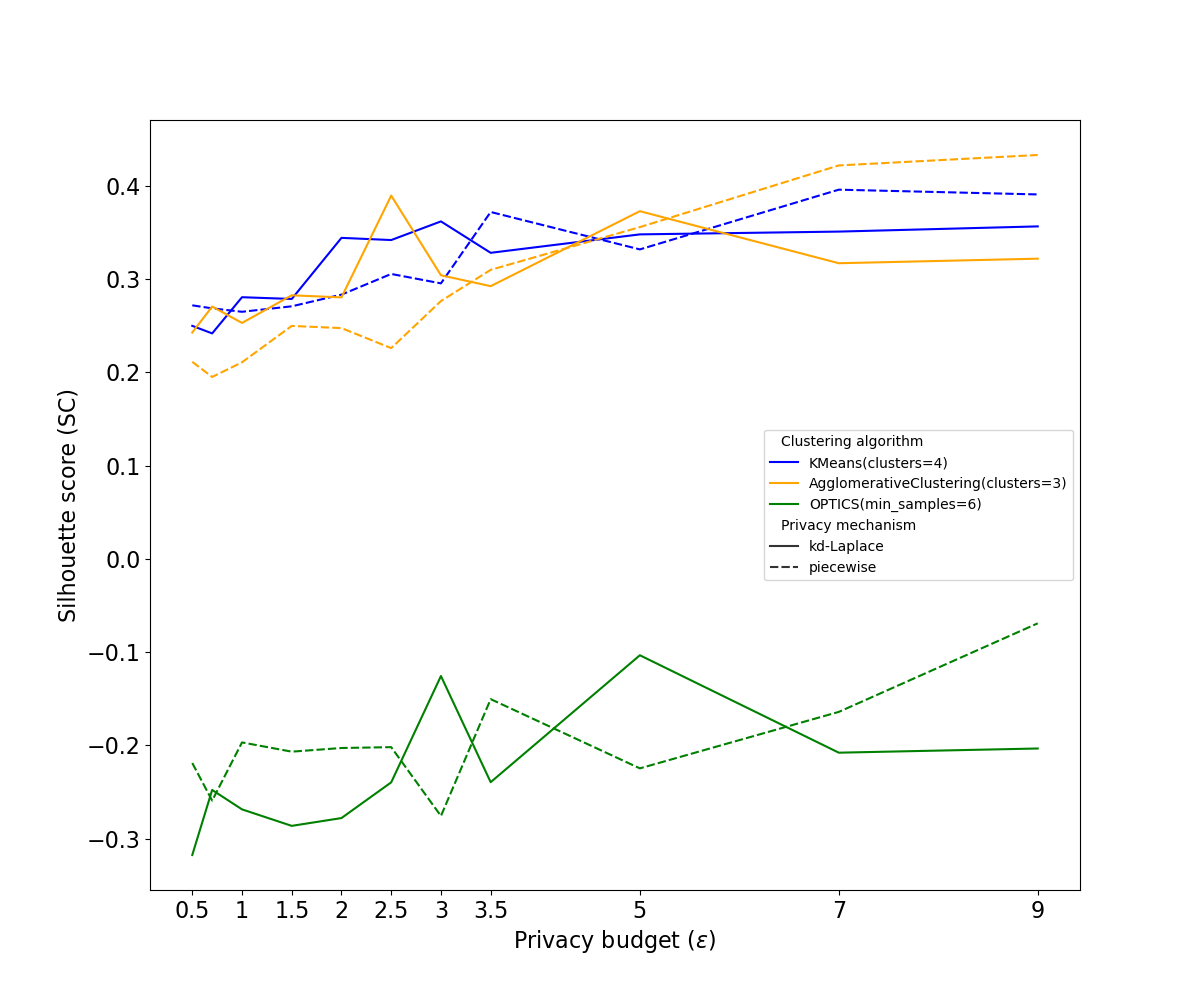 0.4
0.3
0.2
0.1
0.0
−0.1
−0.2
−0.3
Silhouette score (SC)
Clustering algorithm
KMeans(clusters=4)
AgglomerativeClustering(clusters=3)
OPTICS(min_samples=6)
Privacy mechanism
kd-Laplace
piecewise
0.5 1 1.5 2 2.5 3 3.5 5 7 9
Privacy budget (ε)